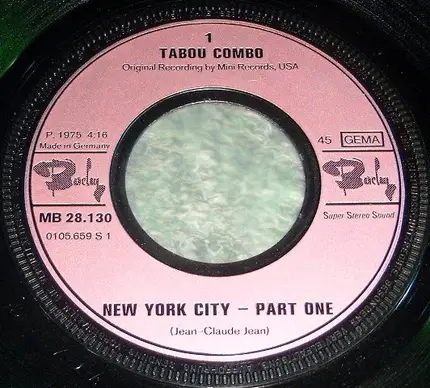 1
TABOU COMBO
Original Recording by Mini Records, USA
P. 1975 4:16
Made in Germany
45 GEMA
Barclay
Barclay
MB 28.130
0105.659 S 1
Super Stereo Sound
NEW YORK CITY – PART ONE
(Jean-Claude Jean)